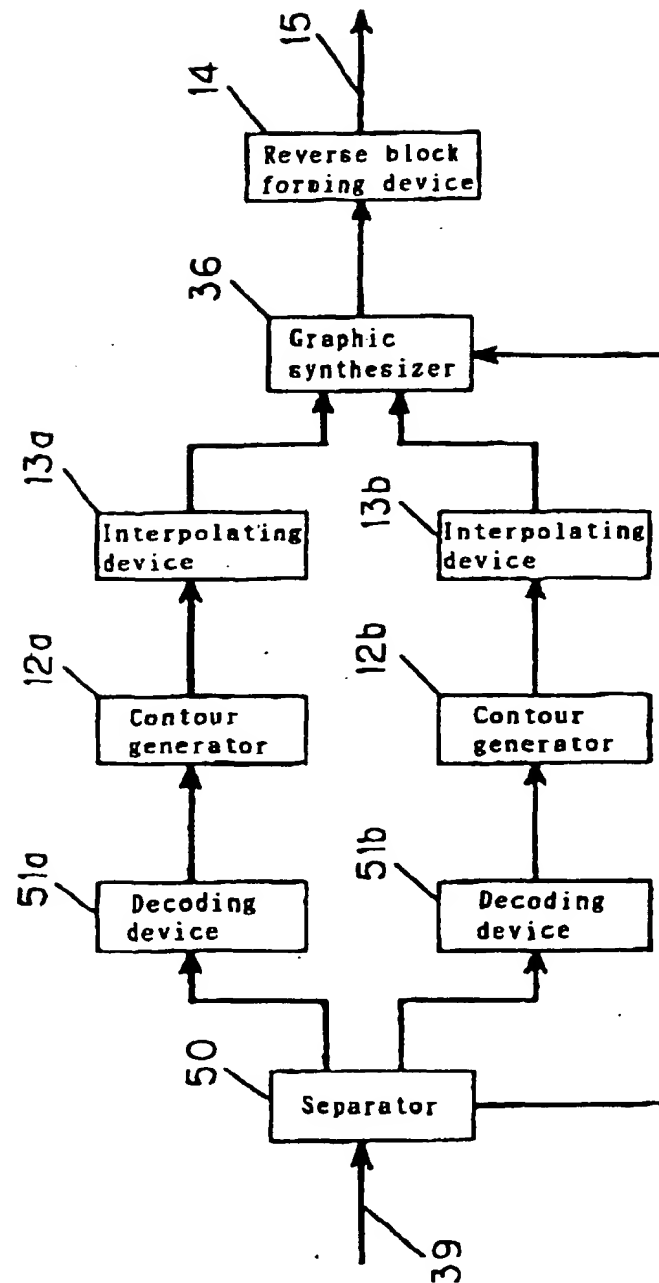 39
50
Separator
51a
Decoding
device
12a
Contour
generator
13a
Interpolating
device
51b
Decoding
device
12b
Contour
generator
13b
Interpolating
device
36
Graphic
synthesizer
14
Reverse block
forming device
15